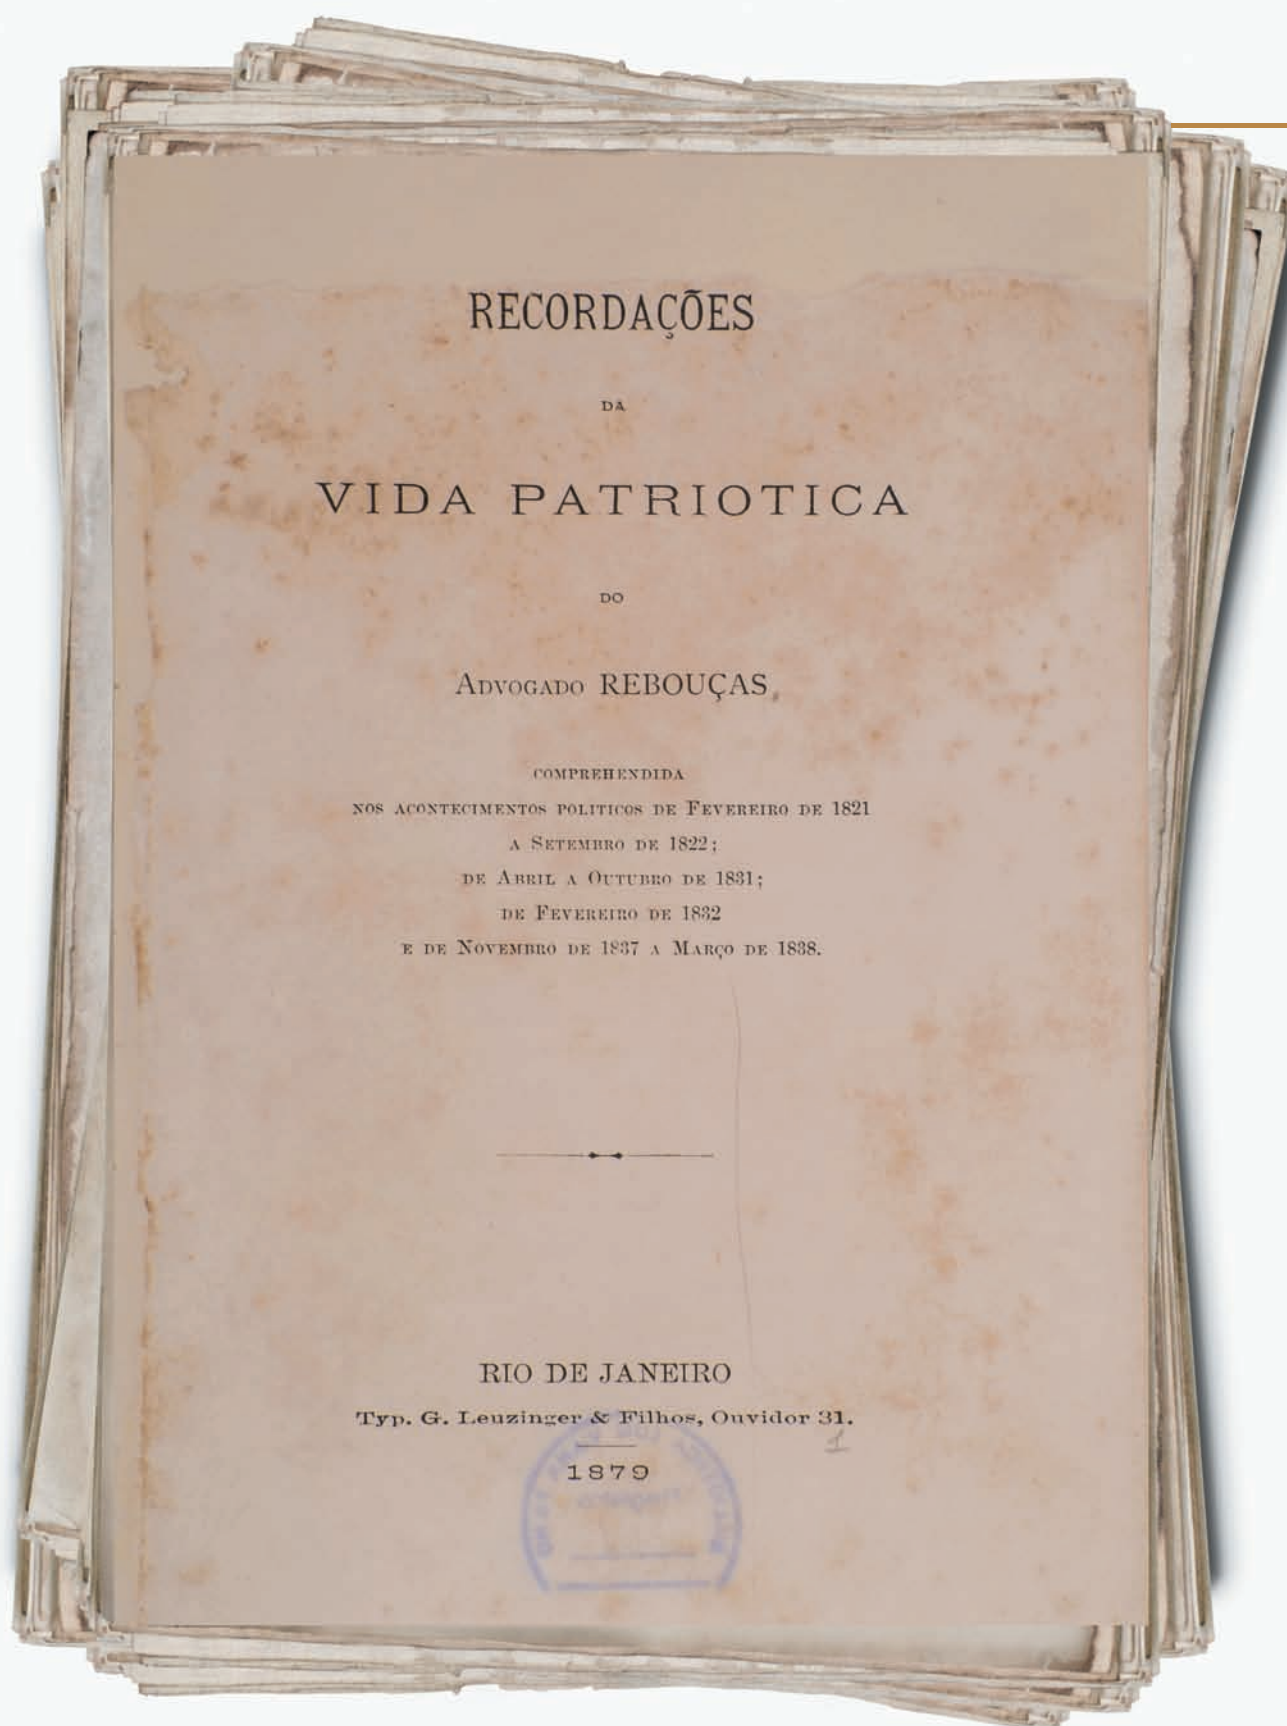 RECORDAÇÕES
DA
VIDA PATRIOTICA
DO
ADVOGADO REBOUÇAS
COMPREHENDIDA
NOS ACONTECIMENTOS POLITICOS DE FEVEREIRO DE 1821
A SETEMBRO DE 1822;
DE ABRIL A OUTUBRO DE 1831;
DE FEVEREIRO DE 1832
E DE NOVEMBRO DE 1837 A MARÇO DE 1838.
RIO DE JANEIRO
Typ. G. Leuzinger & Filhos, Ouvidor 31.
1
1879